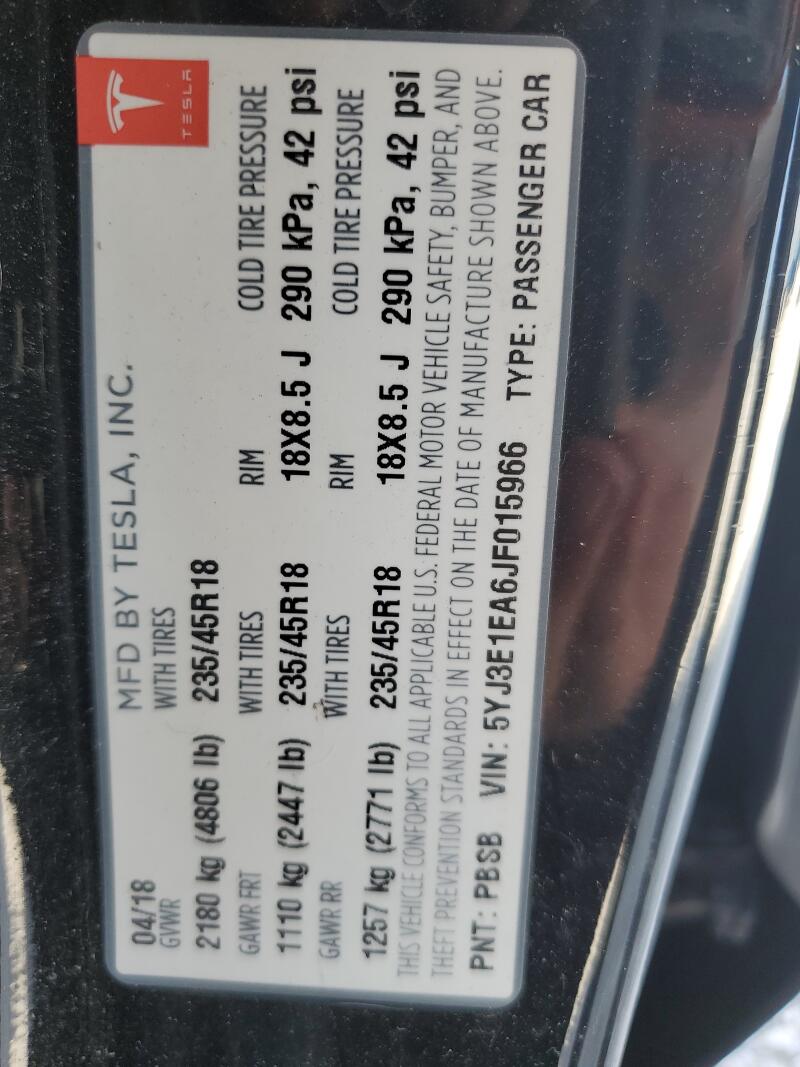 TESLA
MFD BY TESLA, INC.
04/18
GVWR WITH TIRES
2180 kg (4806 lb) 235/45R18
GAWR FRT WITH TIRES RIM COLD TIRE PRESSURE
1110 kg (2447 lb) 235/45R18 18X8.5 J 290 kPa, 42 psi
GAWR RR WITH TIRES RIM COLD TIRE PRESSURE
1257 kg (2771 lb) 235/45R18 18X8.5 J 290 kPa, 42 psi
THIS VEHICLE CONFORMS TO ALL APPLICABLE U.S. FEDERAL MOTOR VEHICLE SAFETY, BUMPER, AND
THEFT PREVENTION STANDARDS IN EFFECT ON THE DATE OF MANUFACTURE SHOWN ABOVE.
PNT: PBSB VIN: 5YJ3E1EA6JF015966 TYPE: PASSENGER CAR